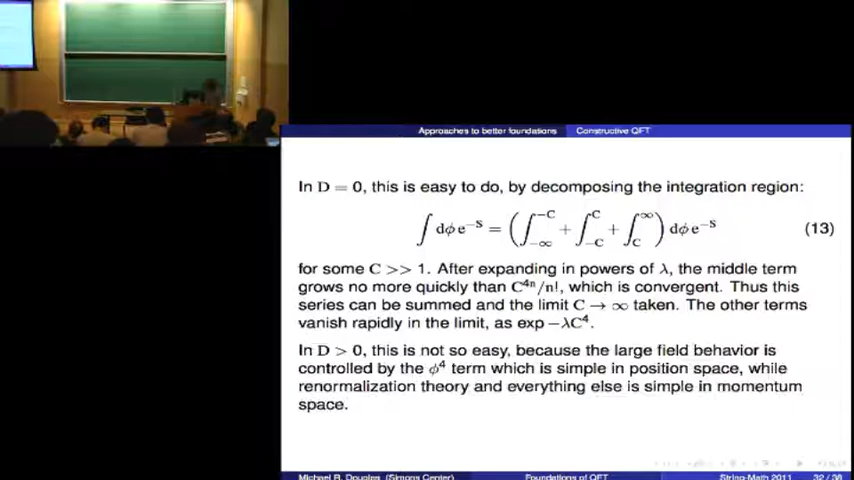 Approaches to better foundations Constructive QFT
In D = 0, this is easy to do, by decomposing the integration region:
∫ dϕ e^{−S} = (∫_{−∞}^{−C} + ∫_{−C}^{C} + ∫_{C}^{∞}) dϕ e^{−S} (13)
for some C >> 1. After expanding in powers of λ, the middle term
grows no more quickly than C^{4n}/n!, which is convergent. Thus this
series can be summed and the limit C → ∞ taken. The other terms
vanish rapidly in the limit, as exp −λC⁴.
In D > 0, this is not so easy, because the large field behavior is
controlled by the ϕ⁴ term which is simple in position space, while
renormalization theory and everything else is simple in momentum
space.
Michael R. Douglas (Simons Center) Foundations of QFT String-Math 2011 32 / 38